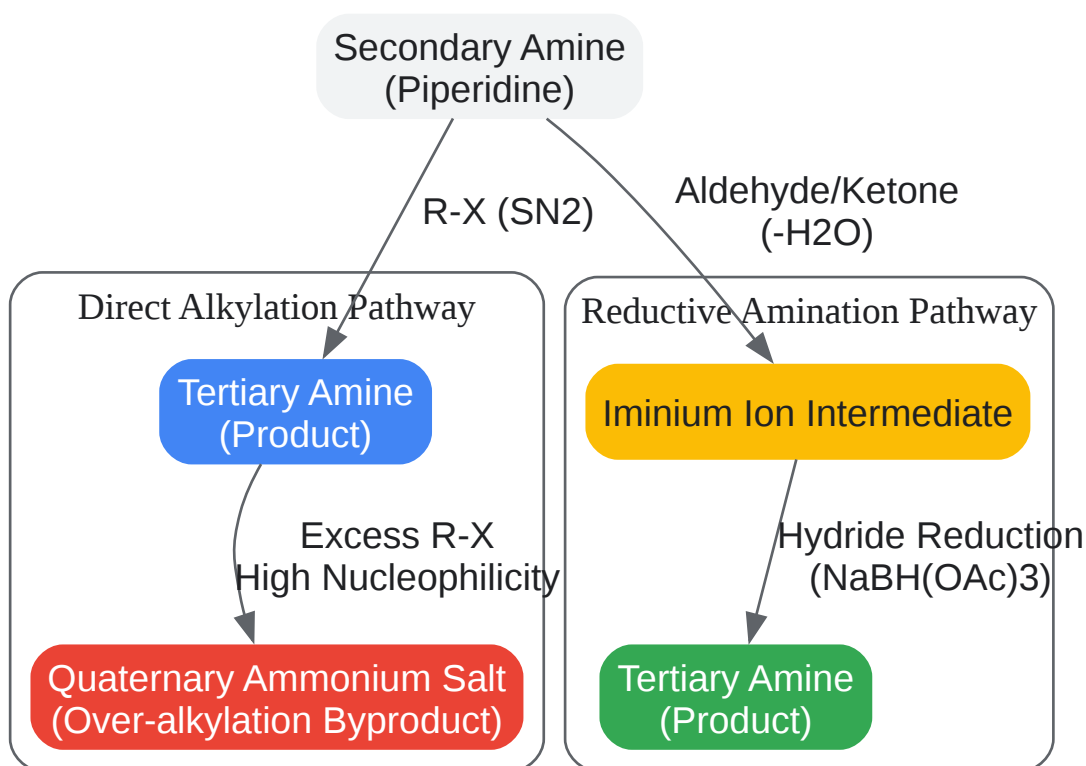 Secondary Amine
(Piperidine)
R-X (SN2)
Aldehyde/Ketone
(-H2O)
Direct Alkylation Pathway
Reductive Amination Pathway
Tertiary Amine
(Product)
Iminium Ion Intermediate
Excess R-X
High Nucleophilicity
Hydride Reduction
(NaBH(OAc)3)
Quaternary Ammonium Salt
(Over-alkylation Byproduct)
Tertiary Amine
(Product)